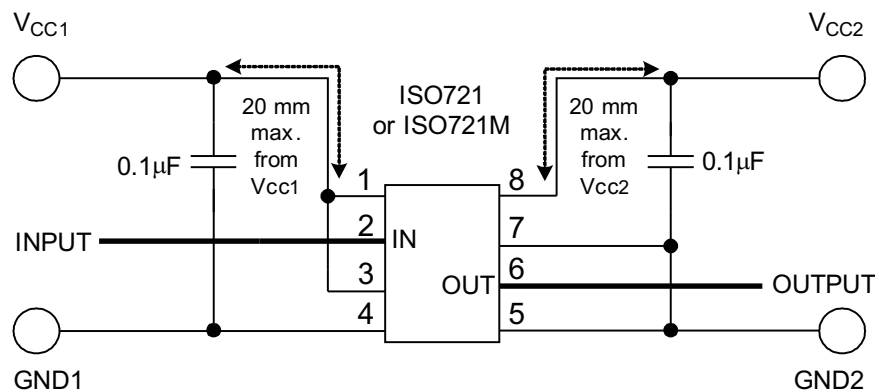 VCC1
VCC2
ISO721
or ISO721M
20 mm
max.
from
Vcc1
20 mm
max.
from
Vcc2
0.1μF
0.1μF
1
8
INPUT
2
IN
7
3
OUT
6
OUTPUT
4
5
GND1
GND2